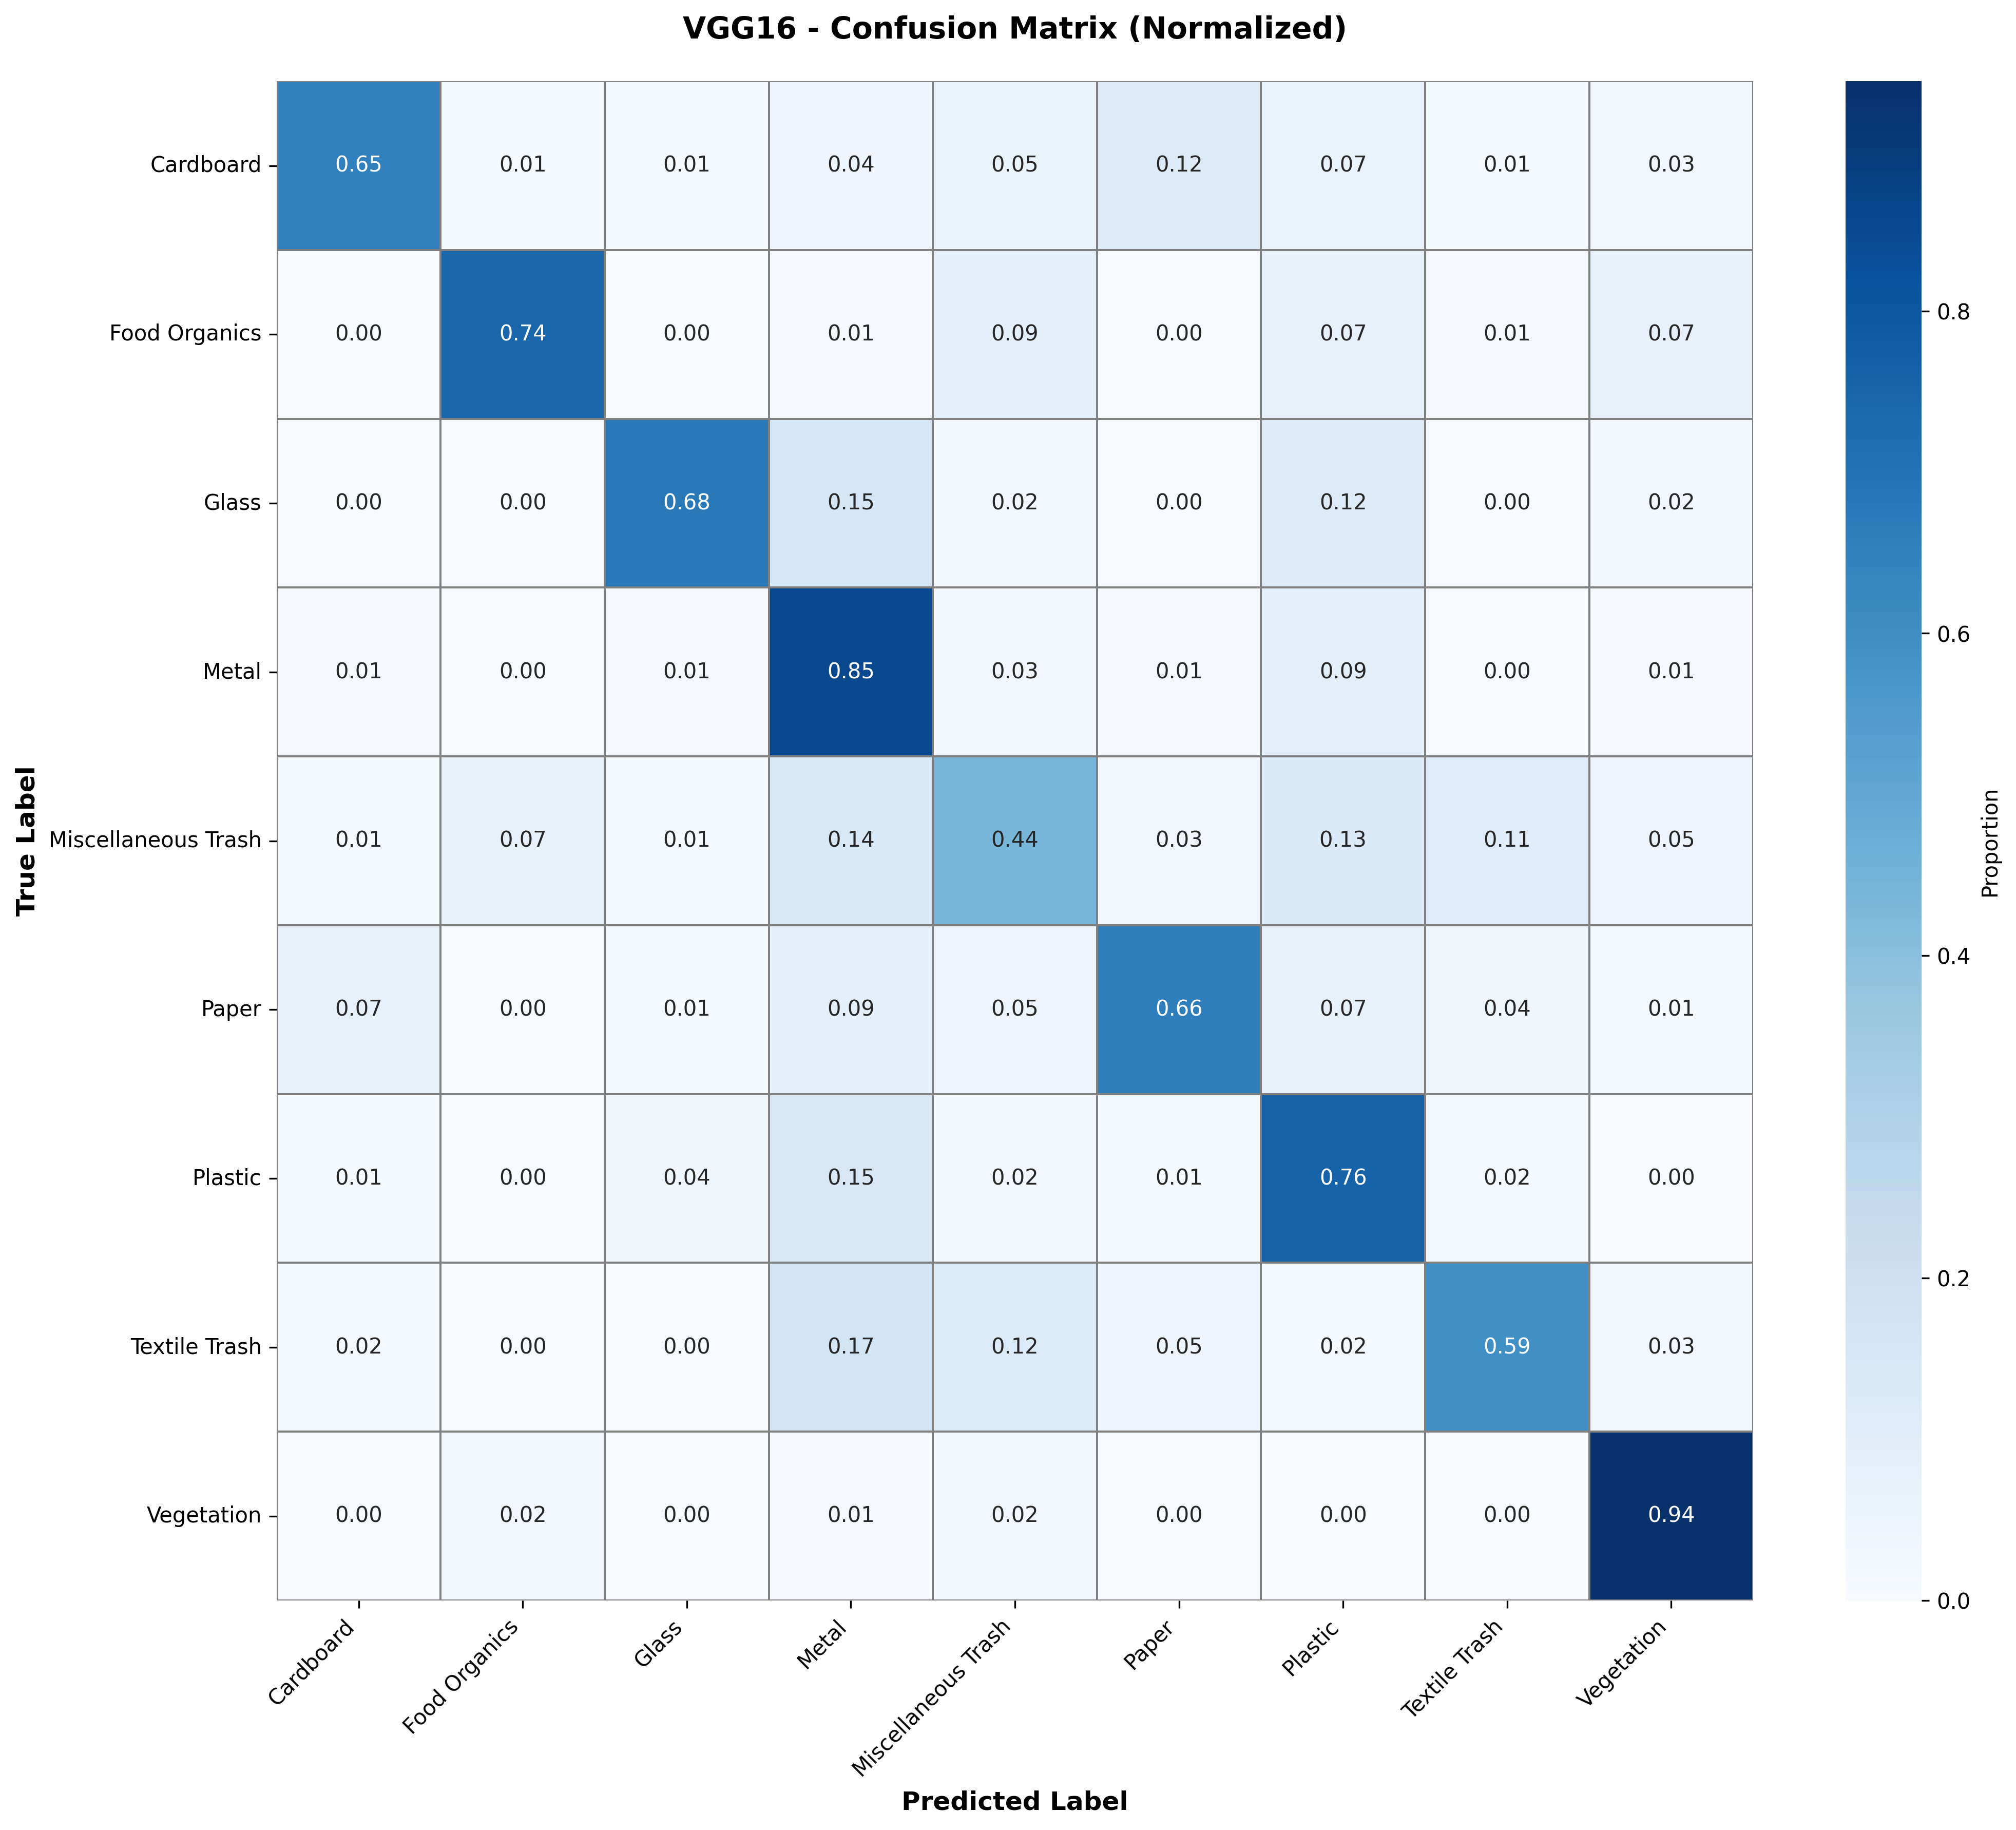 VGG16 - Confusion Matrix (Normalized)
True Label
Cardboard 0.65 0.01 0.01 0.04 0.05 0.12 0.07 0.01 0.03
Food Organics 0.00 0.74 0.00 0.01 0.09 0.00 0.07 0.01 0.07
Glass 0.00 0.00 0.68 0.15 0.02 0.00 0.12 0.00 0.02
Metal 0.01 0.00 0.01 0.85 0.03 0.01 0.09 0.00 0.01
Miscellaneous Trash 0.01 0.07 0.01 0.14 0.44 0.03 0.13 0.11 0.05
Paper 0.07 0.00 0.01 0.09 0.05 0.66 0.07 0.04 0.01
Plastic 0.01 0.00 0.04 0.15 0.02 0.01 0.76 0.02 0.00
Textile Trash 0.02 0.00 0.00 0.17 0.12 0.05 0.02 0.59 0.03
Vegetation 0.00 0.02 0.00 0.01 0.02 0.00 0.00 0.00 0.94
Cardboard
Food Organics
Glass
Metal
Miscellaneous Trash
Paper
Plastic
Textile Trash
Vegetation
Predicted Label
0.8
0.6
0.4
0.2
0.0
Proportion